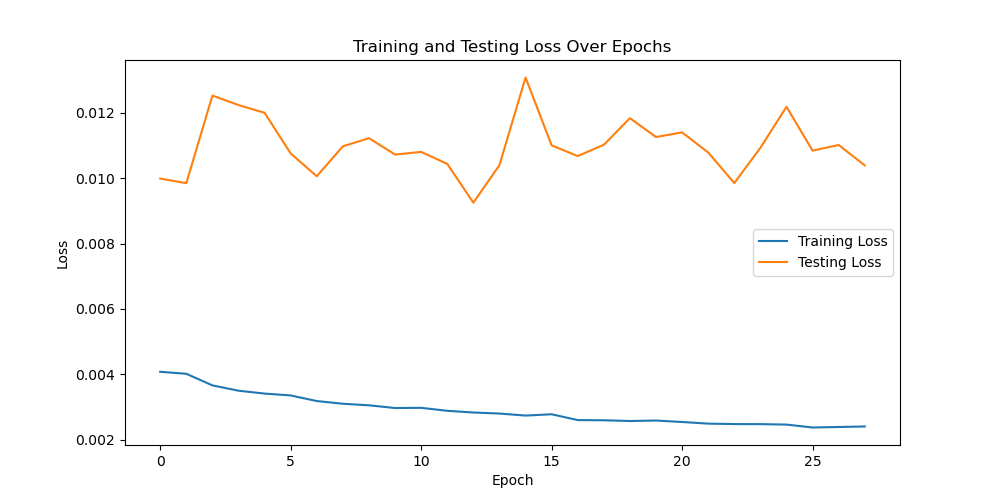 Training and Testing Loss Over Epochs
0.012
0.010
0.008
0.006
0.004
0.002
Loss
Training Loss
Testing Loss
0 5 10 15 20 25
Epoch